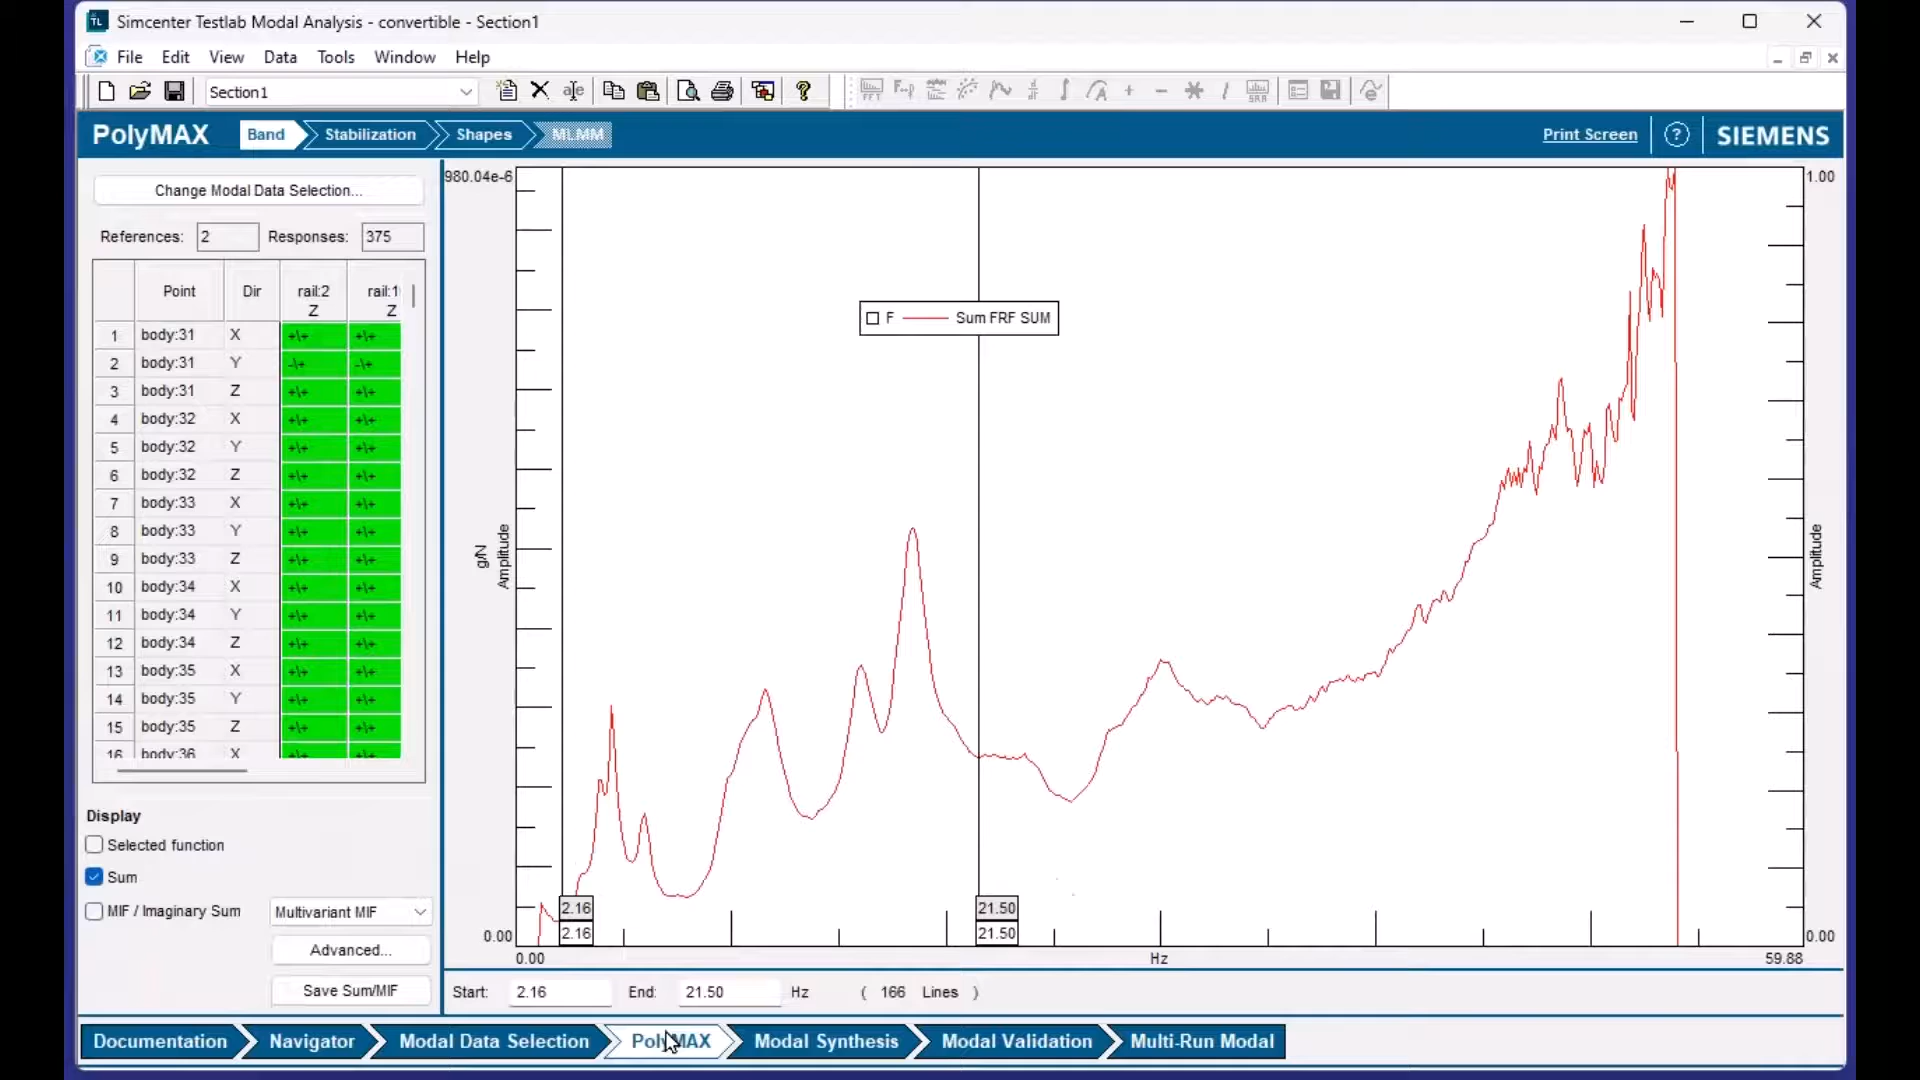 Simcenter Testlab Modal Analysis - convertible - Section1
File Edit View Data Tools Window Help
Section1
PolyMAX Band Stabilization Shapes MLMM Print Screen ? SIEMENS
Change Modal Data Selection...
References: 2 Responses: 375
Point Dir rail:2 Z rail:1 Z
1 body:31 X +\+ +\+
2 body:31 Y -\+ -\+
3 body:31 Z +\+ +\+
4 body:32 X +\+ +\+
5 body:32 Y +\+ +\+
6 body:32 Z +\+ +\+
7 body:33 X +\+ +\+
8 body:33 Y +\+ +\+
9 body:33 Z +\+ +\+
10 body:34 X +\+ +\+
11 body:34 Y +\+ +\+
12 body:34 Z +\+ +\+
13 body:35 X +\+ +\+
14 body:35 Y +\+ +\+
15 body:35 Z +\+ +\+
16 body:36 X +\+ +\+
Display
Selected function
Sum
MIF / Imaginary Sum Multivariant MIF
Advanced...
Save Sum/MIF
980.04e-6
g/N
Amplitude
0.00
F Sum FRF SUM
2.16
2.16
21.50
21.50
1.00
Amplitude
0.00
0.00 Hz 59.88
Start: 2.16 End: 21.50 Hz ( 166 Lines )
Documentation Navigator Modal Data Selection PolyMAX Modal Synthesis Modal Validation Multi-Run Modal